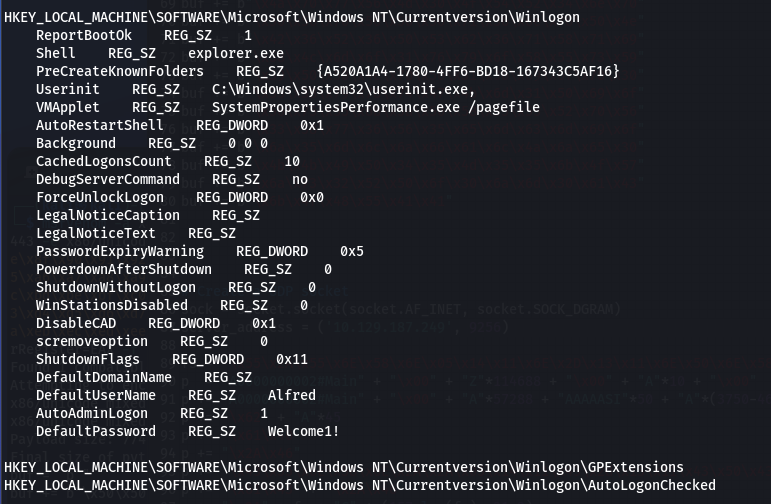 HKEY_LOCAL_MACHINE\SOFTWARE\Microsoft\Windows NT\Currentversion\Winlogon
ReportBootOk    REG_SZ    1
Shell    REG_SZ    explorer.exe
PreCreateKnownFolders    REG_SZ    {A520A1A4-1780-4FF6-BD18-167343C5AF16}
Userinit    REG_SZ    C:\Windows\system32\userinit.exe,
VMApplet    REG_SZ    SystemPropertiesPerformance.exe /pagefile
AutoRestartShell    REG_DWORD    0x1
Background    REG_SZ    0 0 0
CachedLogonsCount    REG_SZ    10
DebugServerCommand    REG_SZ    no
ForceUnlockLogon    REG_DWORD    0x0
LegalNoticeCaption    REG_SZ
LegalNoticeText    REG_SZ
PasswordExpiryWarning    REG_DWORD    0x5
PowerdownAfterShutdown    REG_SZ    0
ShutdownWithoutLogon    REG_SZ    0
WinStationsDisabled    REG_SZ    0
DisableCAD    REG_DWORD    0x1
scremoveoption    REG_SZ    0
ShutdownFlags    REG_DWORD    0x11
DefaultDomainName    REG_SZ
DefaultUserName    REG_SZ    Alfred
AutoAdminLogon    REG_SZ    1
DefaultPassword    REG_SZ    Welcome1!
HKEY_LOCAL_MACHINE\SOFTWARE\Microsoft\Windows NT\Currentversion\Winlogon\GPExtensions
HKEY_LOCAL_MACHINE\SOFTWARE\Microsoft\Windows NT\Currentversion\Winlogon\AutoLogonChecked